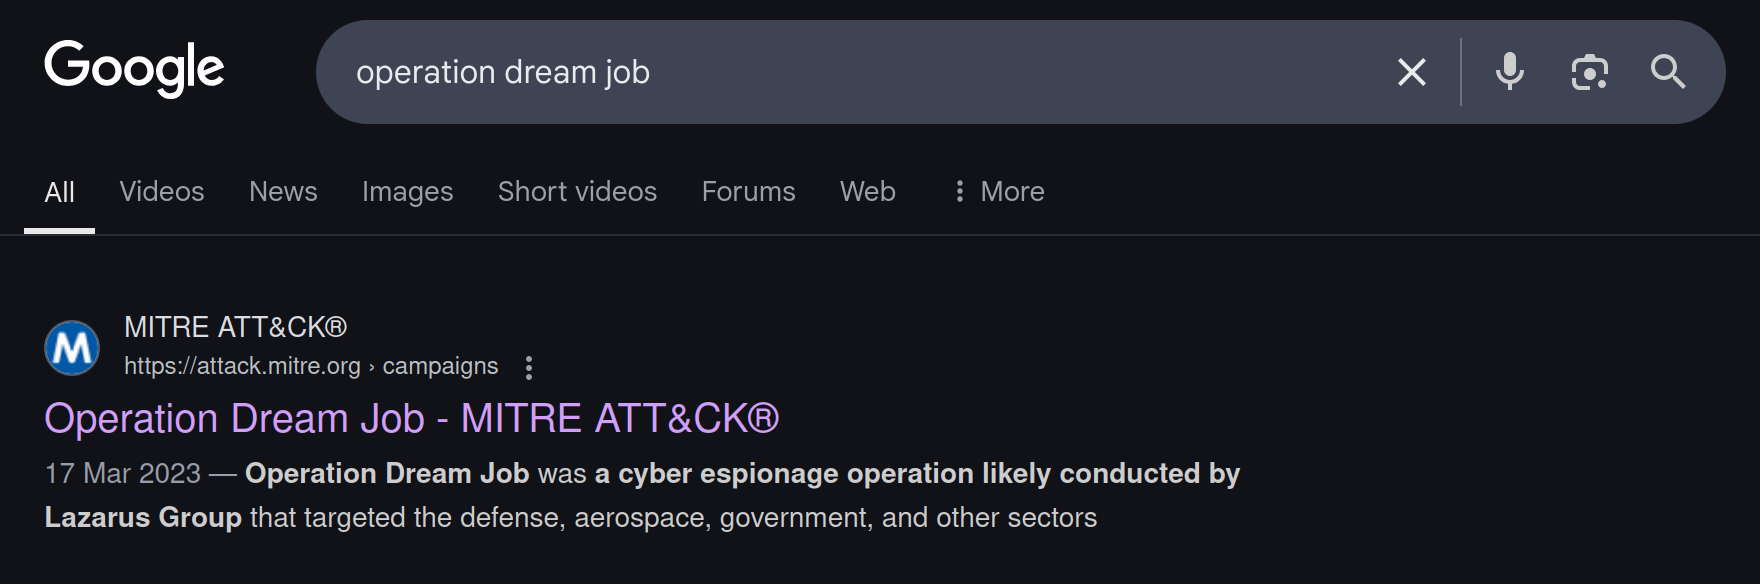 Google
operation dream job
All Videos News Images Short videos Forums Web More
M
MITRE ATT&CK®
https://attack.mitre.org › campaigns
Operation Dream Job - MITRE ATT&CK®
17 Mar 2023 — Operation Dream Job was a cyber espionage operation likely conducted by
Lazarus Group that targeted the defense, aerospace, government, and other sectors